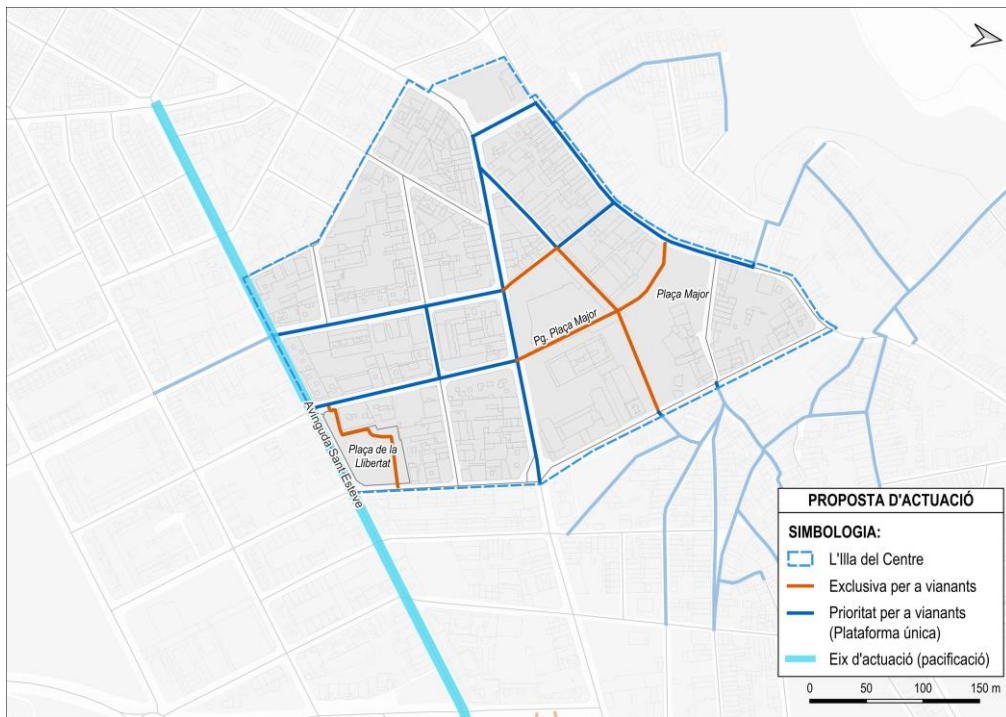 Plaça Major
Pg. Plaça Major
Avinguda Sant Esteve
Plaça de la
Llibertat
PROPOSTA D'ACTUACIÓ
SIMBOLOGIA:
L'Illa del Centre
Exclusiva per a vianants
Prioritat per a vianants
(Plataforma única)
Eix d'actuació (pacificació)
0 50 100 150 m